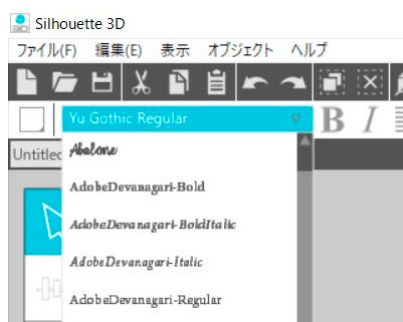 Silhouette 3D
ファイル(F) 編集(E) 表示 オブジェクト ヘルプ
Yu Gothic Regular B I
Untitled
Abalone
AdobeDevanagari-Bold
AdobeDevanagari-BoldItalic
AdobeDevanagari-Italic
AdobeDevanagari-Regular